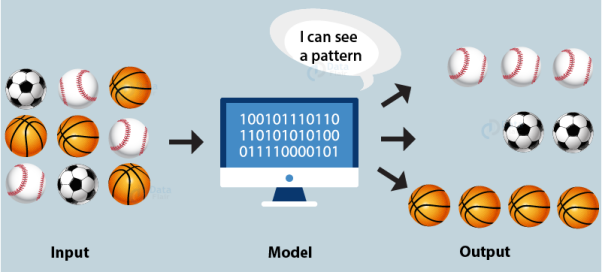 I can see
a pattern
100101110110
110101010100
011110000101
Input
Model
Output